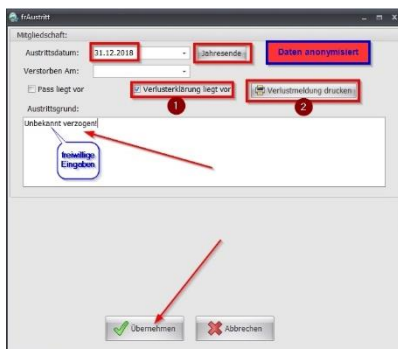 frAustritt
Mitgliedschaft:
Austrittsdatum: 31.12.2018 Jahresende Daten anonymisiert
Verstorben Am:
Pass liegt vor Verlusterklärung liegt vor Verlustmeldung drucken
1 2
Austrittsgrund:
Unbekannt verzogen!
freiwillige
Eingaben
Übernehmen Abbrechen